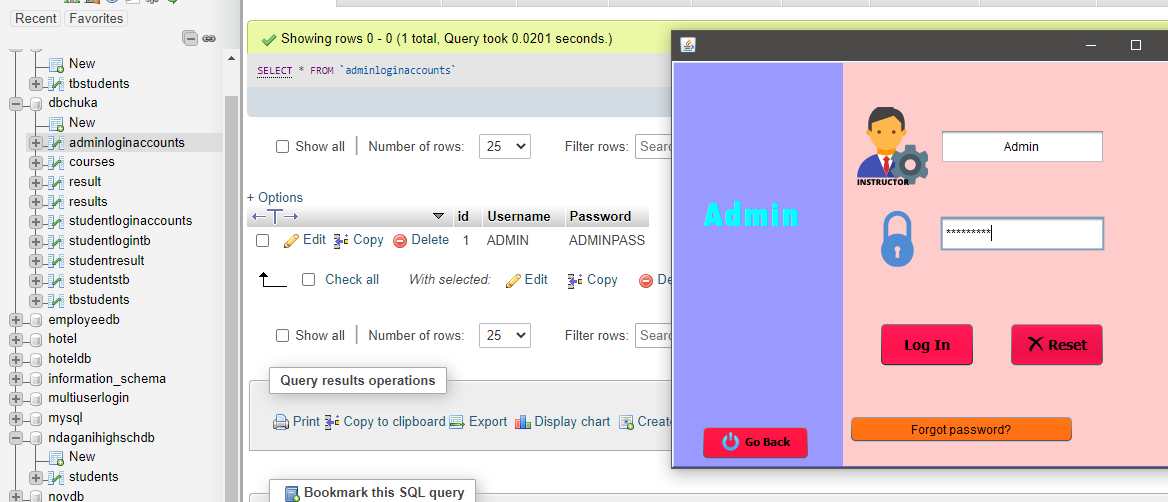 Recent Favorites
New
tbstudents
dbchuka
New
adminloginaccounts
courses
result
results
studentloginaccounts
studentlogintb
studentresult
studentstb
tbstudents
employeedb
hotel
hoteldb
information_schema
multiuserlogin
mysql
ndaganihighschdb
New
students
novdb
Showing rows 0 - 0 (1 total, Query took 0.0201 seconds.)
SELECT * FROM `adminloginaccounts`
Show all Number of rows: 25 Filter rows: Searc
+ Options
←T→ id Username Password
Edit Copy Delete 1 ADMIN ADMINPASS
Check all With selected: Edit Copy De
Show all Number of rows: 25 Filter rows: Searc
Query results operations
Print Copy to clipboard Export Display chart Create
Bookmark this SQL query
Admin
Go Back
INSTRUCTOR
Admin
*********
Log In Reset
Forgot password?